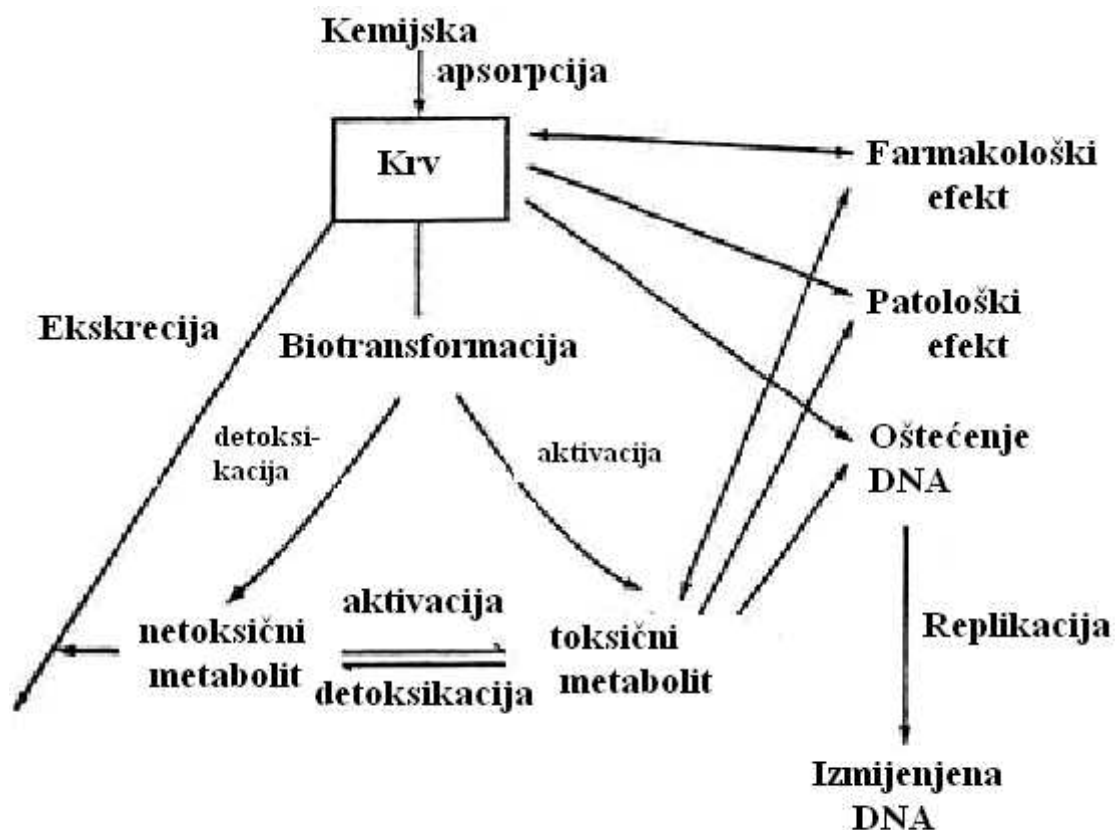 Kemijska
apsorpcija
Krv
Farmakološki
efekt
Patološki
efekt
Ekskrecija
Biotransformacija
detoksi-
kacija
aktivacija
Oštećenje
DNA
aktivacija
netoksični
metabolit
toksični
metabolit
detoksikacija
Replikacija
Izmijenjena
DNA